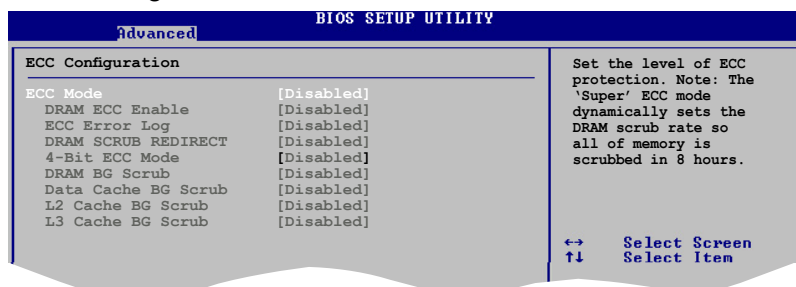 BIOS SETUP UTILITY
Advanced
ECC Configuration
ECC Mode [Disabled]
DRAM ECC Enable [Disabled]
ECC Error Log [Disabled]
DRAM SCRUB REDIRECT [Disabled]
4-Bit ECC Mode [Disabled]
DRAM BG Scrub [Disabled]
Data Cache BG Scrub [Disabled]
L2 Cache BG Scrub [Disabled]
L3 Cache BG Scrub [Disabled]
Set the level of ECC
protection. Note: The
‘Super’ ECC mode
dynamically sets the
DRAM scrub rate so
all of memory is
scrubbed in 8 hours.
↔ Select Screen
↑↓ Select Item